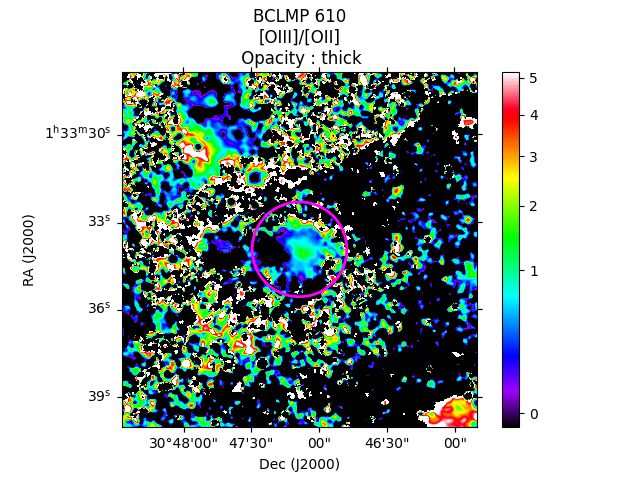 BCLMP 610
[OIII]/[OII]
Opacity : thick
1ʰ33ᵐ30ˢ
33ˢ
36ˢ
39ˢ
RA (J2000)
30°48'00" 47'30" 00" 46'30" 00"
Dec (J2000)
5
4
3
2
1
0